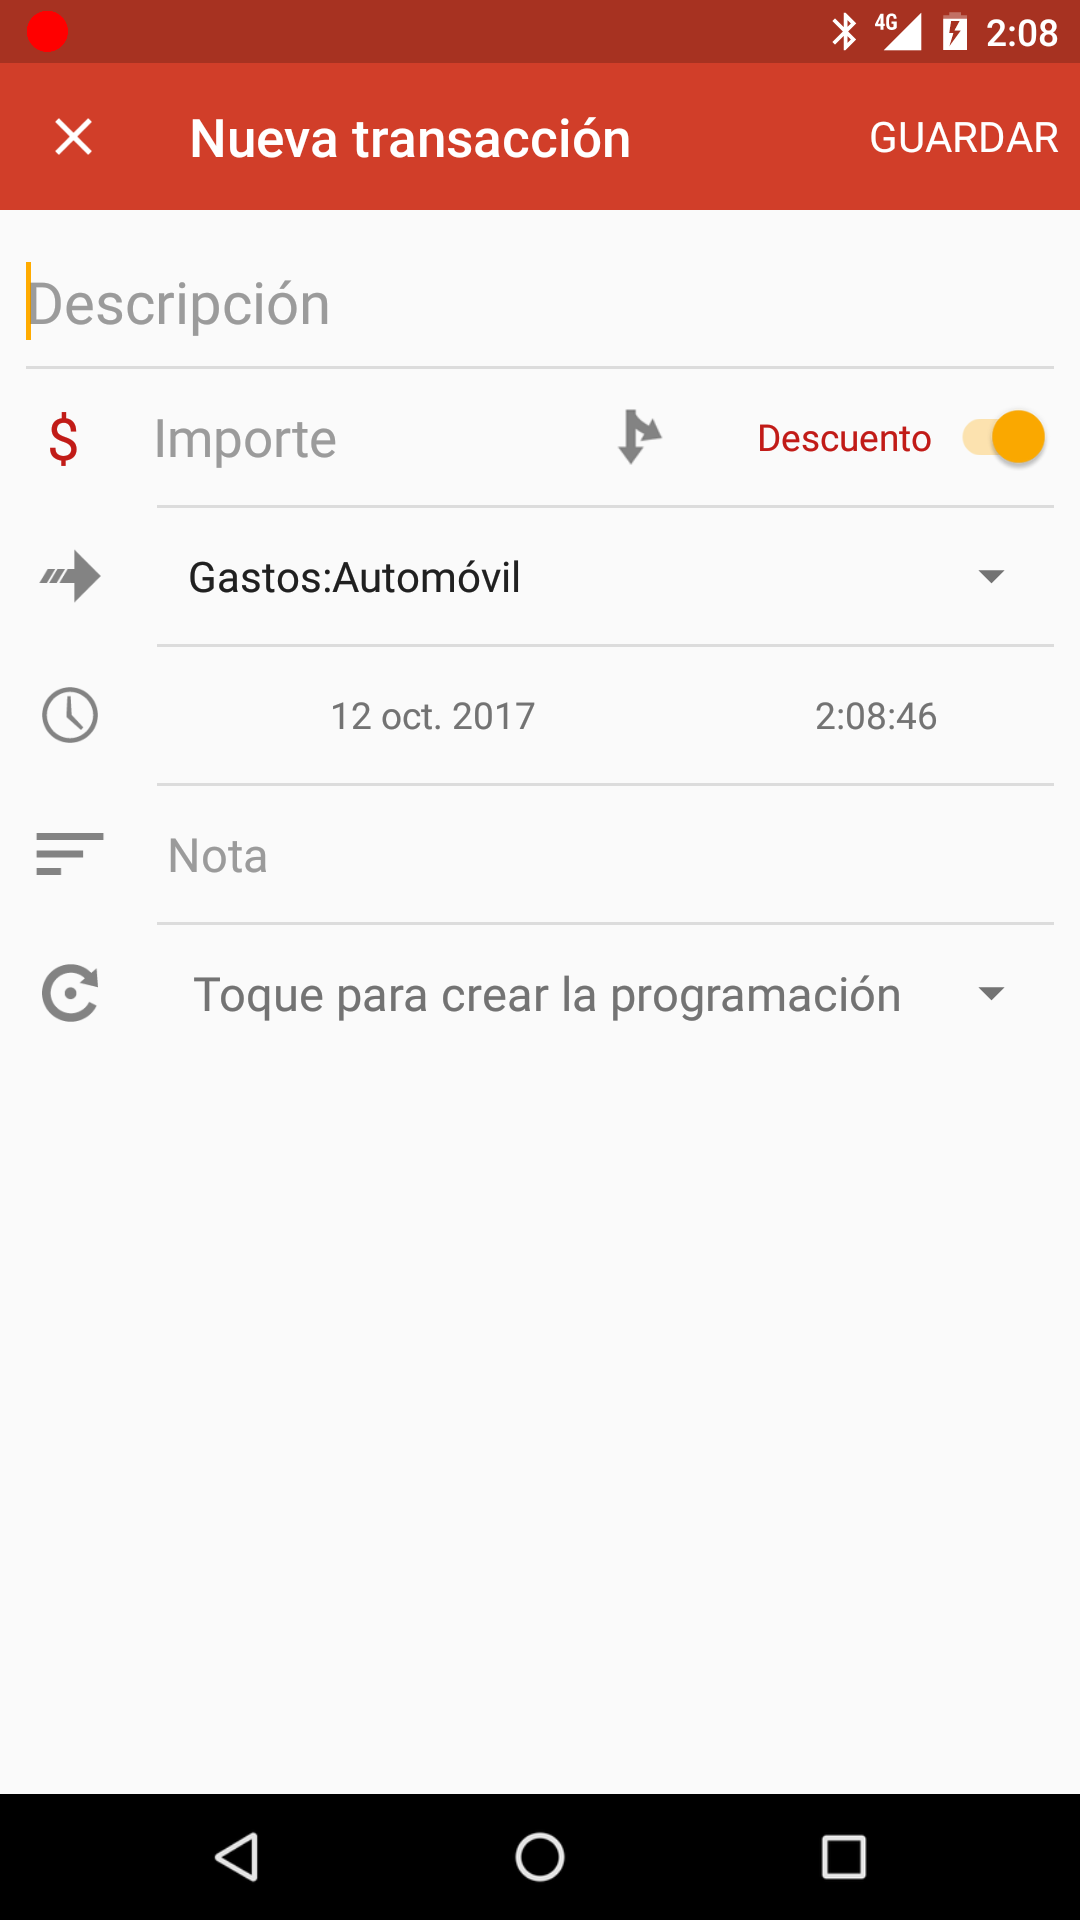 4G 2:08
Nueva transacción GUARDAR
Descripción
$ Importe Descuento
Gastos:Automóvil
12 oct. 2017 2:08:46
Nota
Toque para crear la programación